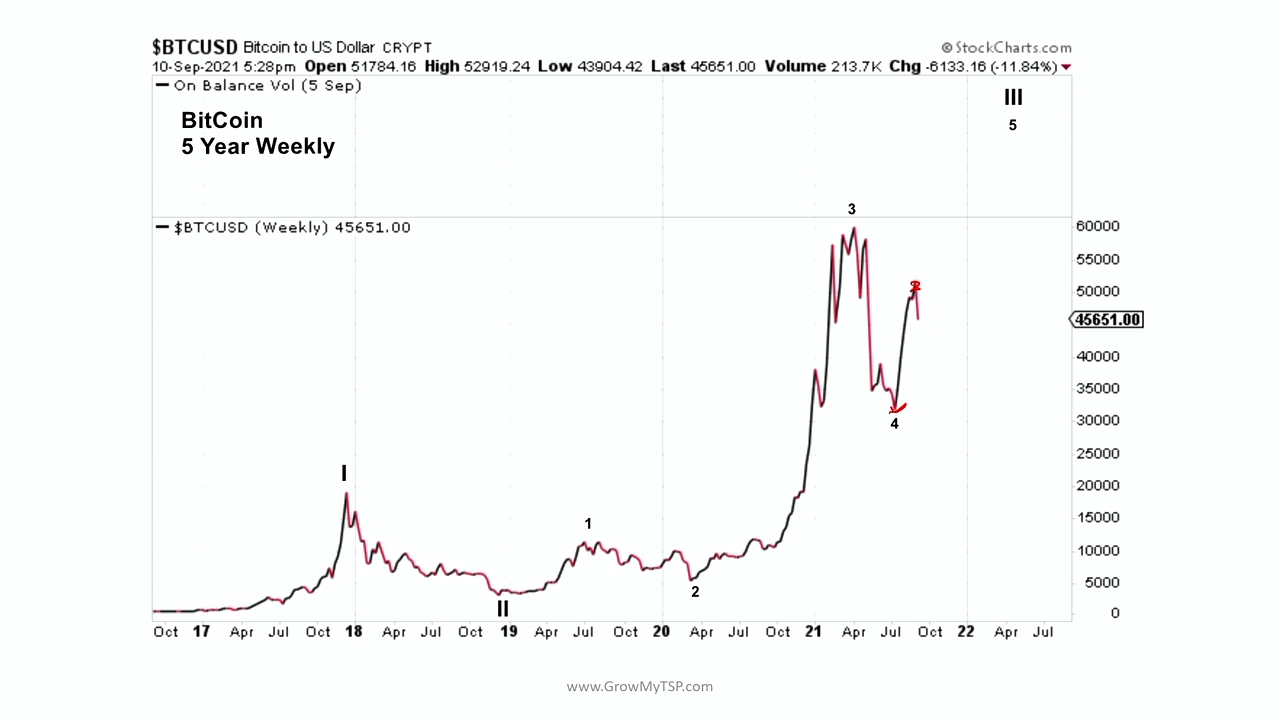 $BTCUSD Bitcoin to US Dollar CRYPT
© StockCharts.com
10-Sep-2021 5:28pm Open 51784.16 High 52919.24 Low 43904.42 Last 45651.00 Volume 213.7K Chg -6133.16 (-11.84%)
On Balance Vol (5 Sep)
III
5
BitCoin
5 Year Weekly
3
$BTCUSD (Weekly) 45651.00
60000
55000
50000
45651.00
40000
35000
30000
4
25000
20000
I
15000
1
10000
5000
2
II
0
Oct 17 Apr Jul Oct 18 Apr Jul Oct 19 Apr Jul Oct 20 Apr Jul Oct 21 Apr Jul Oct 22 Apr Jul
www.GrowMyTSP.com